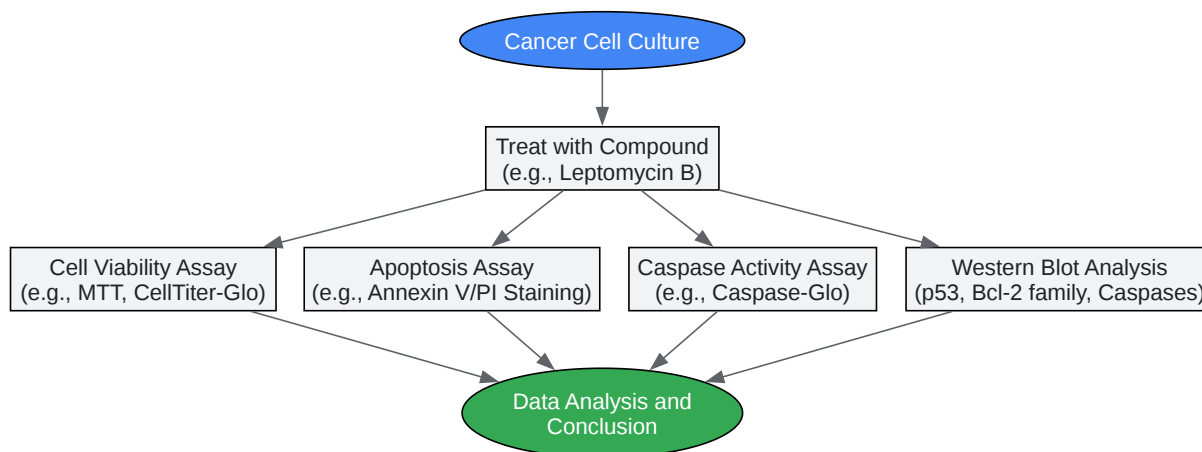 Cancer Cell Culture
Treat with Compound
(e.g., Leptomycin B)
Cell Viability Assay
(e.g., MTT, CellTiter-Glo)
Apoptosis Assay
(e.g., Annexin V/PI Staining)
Caspase Activity Assay
(e.g., Caspase-Glo)
Western Blot Analysis
(p53, Bcl-2 family, Caspases)
Data Analysis and
Conclusion